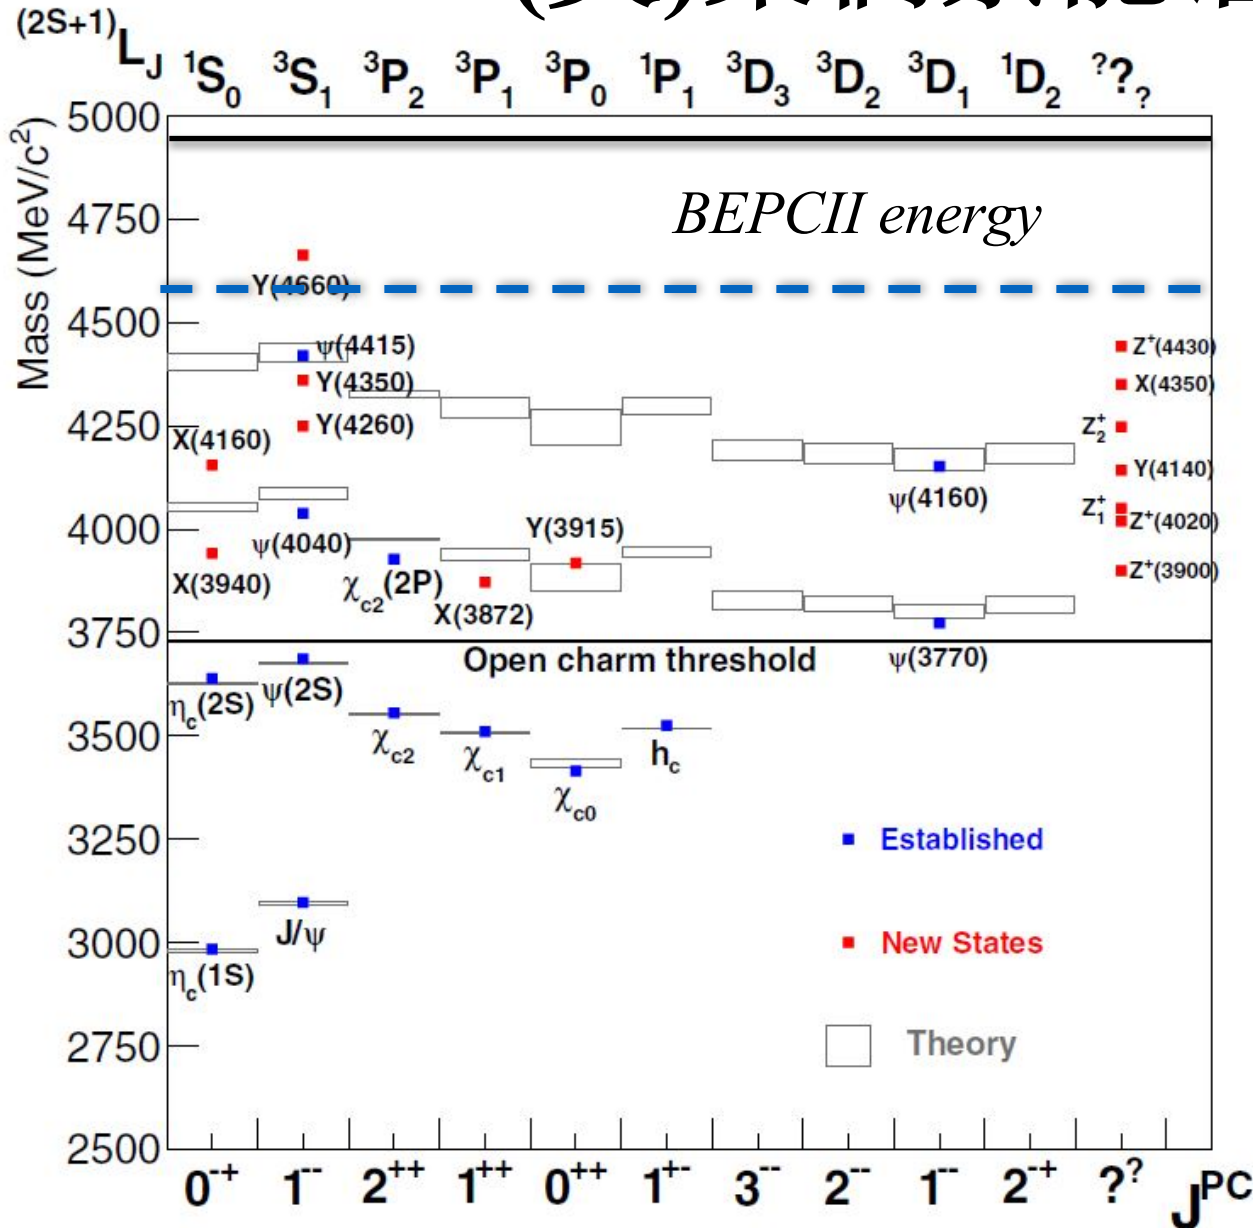 (2S+1)L_J ¹S₀ ³S₁ ³P₂ ³P₁ ³P₀ ¹P₁ ³D₃ ³D₂ ³D₁ ¹D₂ ?? ?
Mass (MeV/c²)
5000
BEPCII energy
4750
Y(4660)
4500
ψ(4415)
Z⁺(4430)
Y(4350)
X(4350)
4250
Y(4260)
Z₂⁺
X(4160)
Y(4140)
ψ(4160)
Z₁⁺
4000
Y(3915)
Z⁺(4020)
ψ(4040)
X(3940)
χc2(2P)
Z⁺(3900)
X(3872)
3750
Open charm threshold
ψ(3770)
ηc(2S)
ψ(2S)
3500
χc2
χc1
hc
χc0
3250
Established
J/ψ
3000
New States
ηc(1S)
2750
Theory
2500
0⁻⁺ 1⁻⁻ 2⁺⁺ 1⁺⁺ 0⁺⁺ 1⁺⁻ 3⁻⁻ 2⁻⁻ 1⁻⁻ 2⁻⁺ ?? J^PC